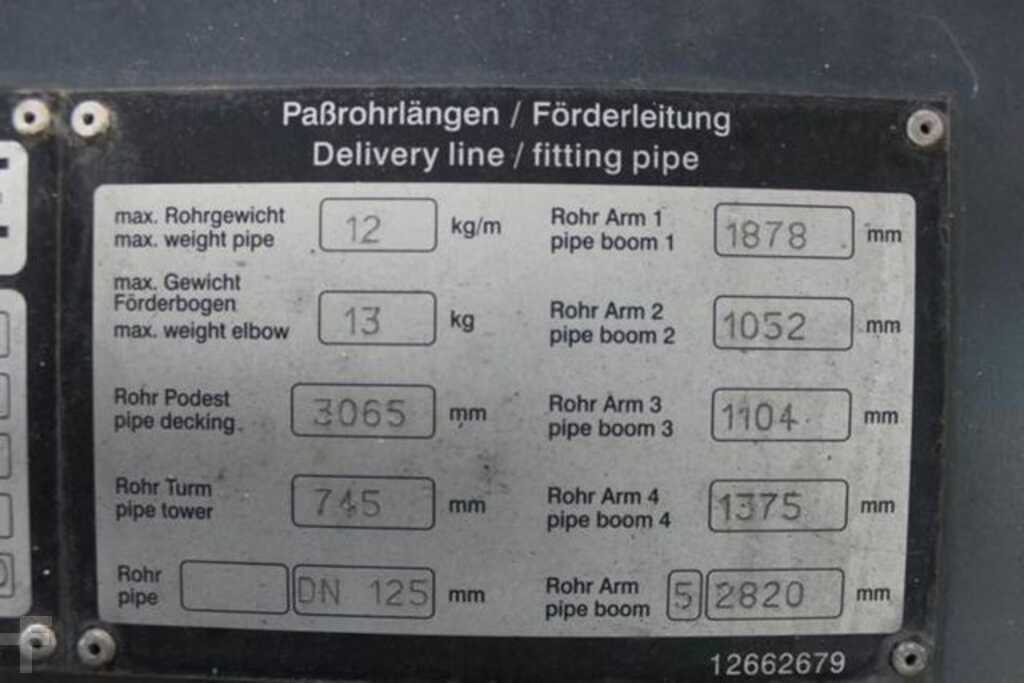 Paßrohrlängen / Förderleitung
Delivery line / fitting pipe
max. Rohrgewicht
max. weight pipe
12 kg/m
max. Gewicht
Förderbogen
max. weight elbow
13 kg
Rohr Podest
pipe decking
3065 mm
Rohr Turm
pipe tower
745 mm
Rohr
pipe
DN 125 mm
Rohr Arm 1
pipe boom 1
1878 mm
Rohr Arm 2
pipe boom 2
1052 mm
Rohr Arm 3
pipe boom 3
1104 mm
Rohr Arm 4
pipe boom 4
1375 mm
Rohr Arm
pipe boom
5 2820 mm
12662679